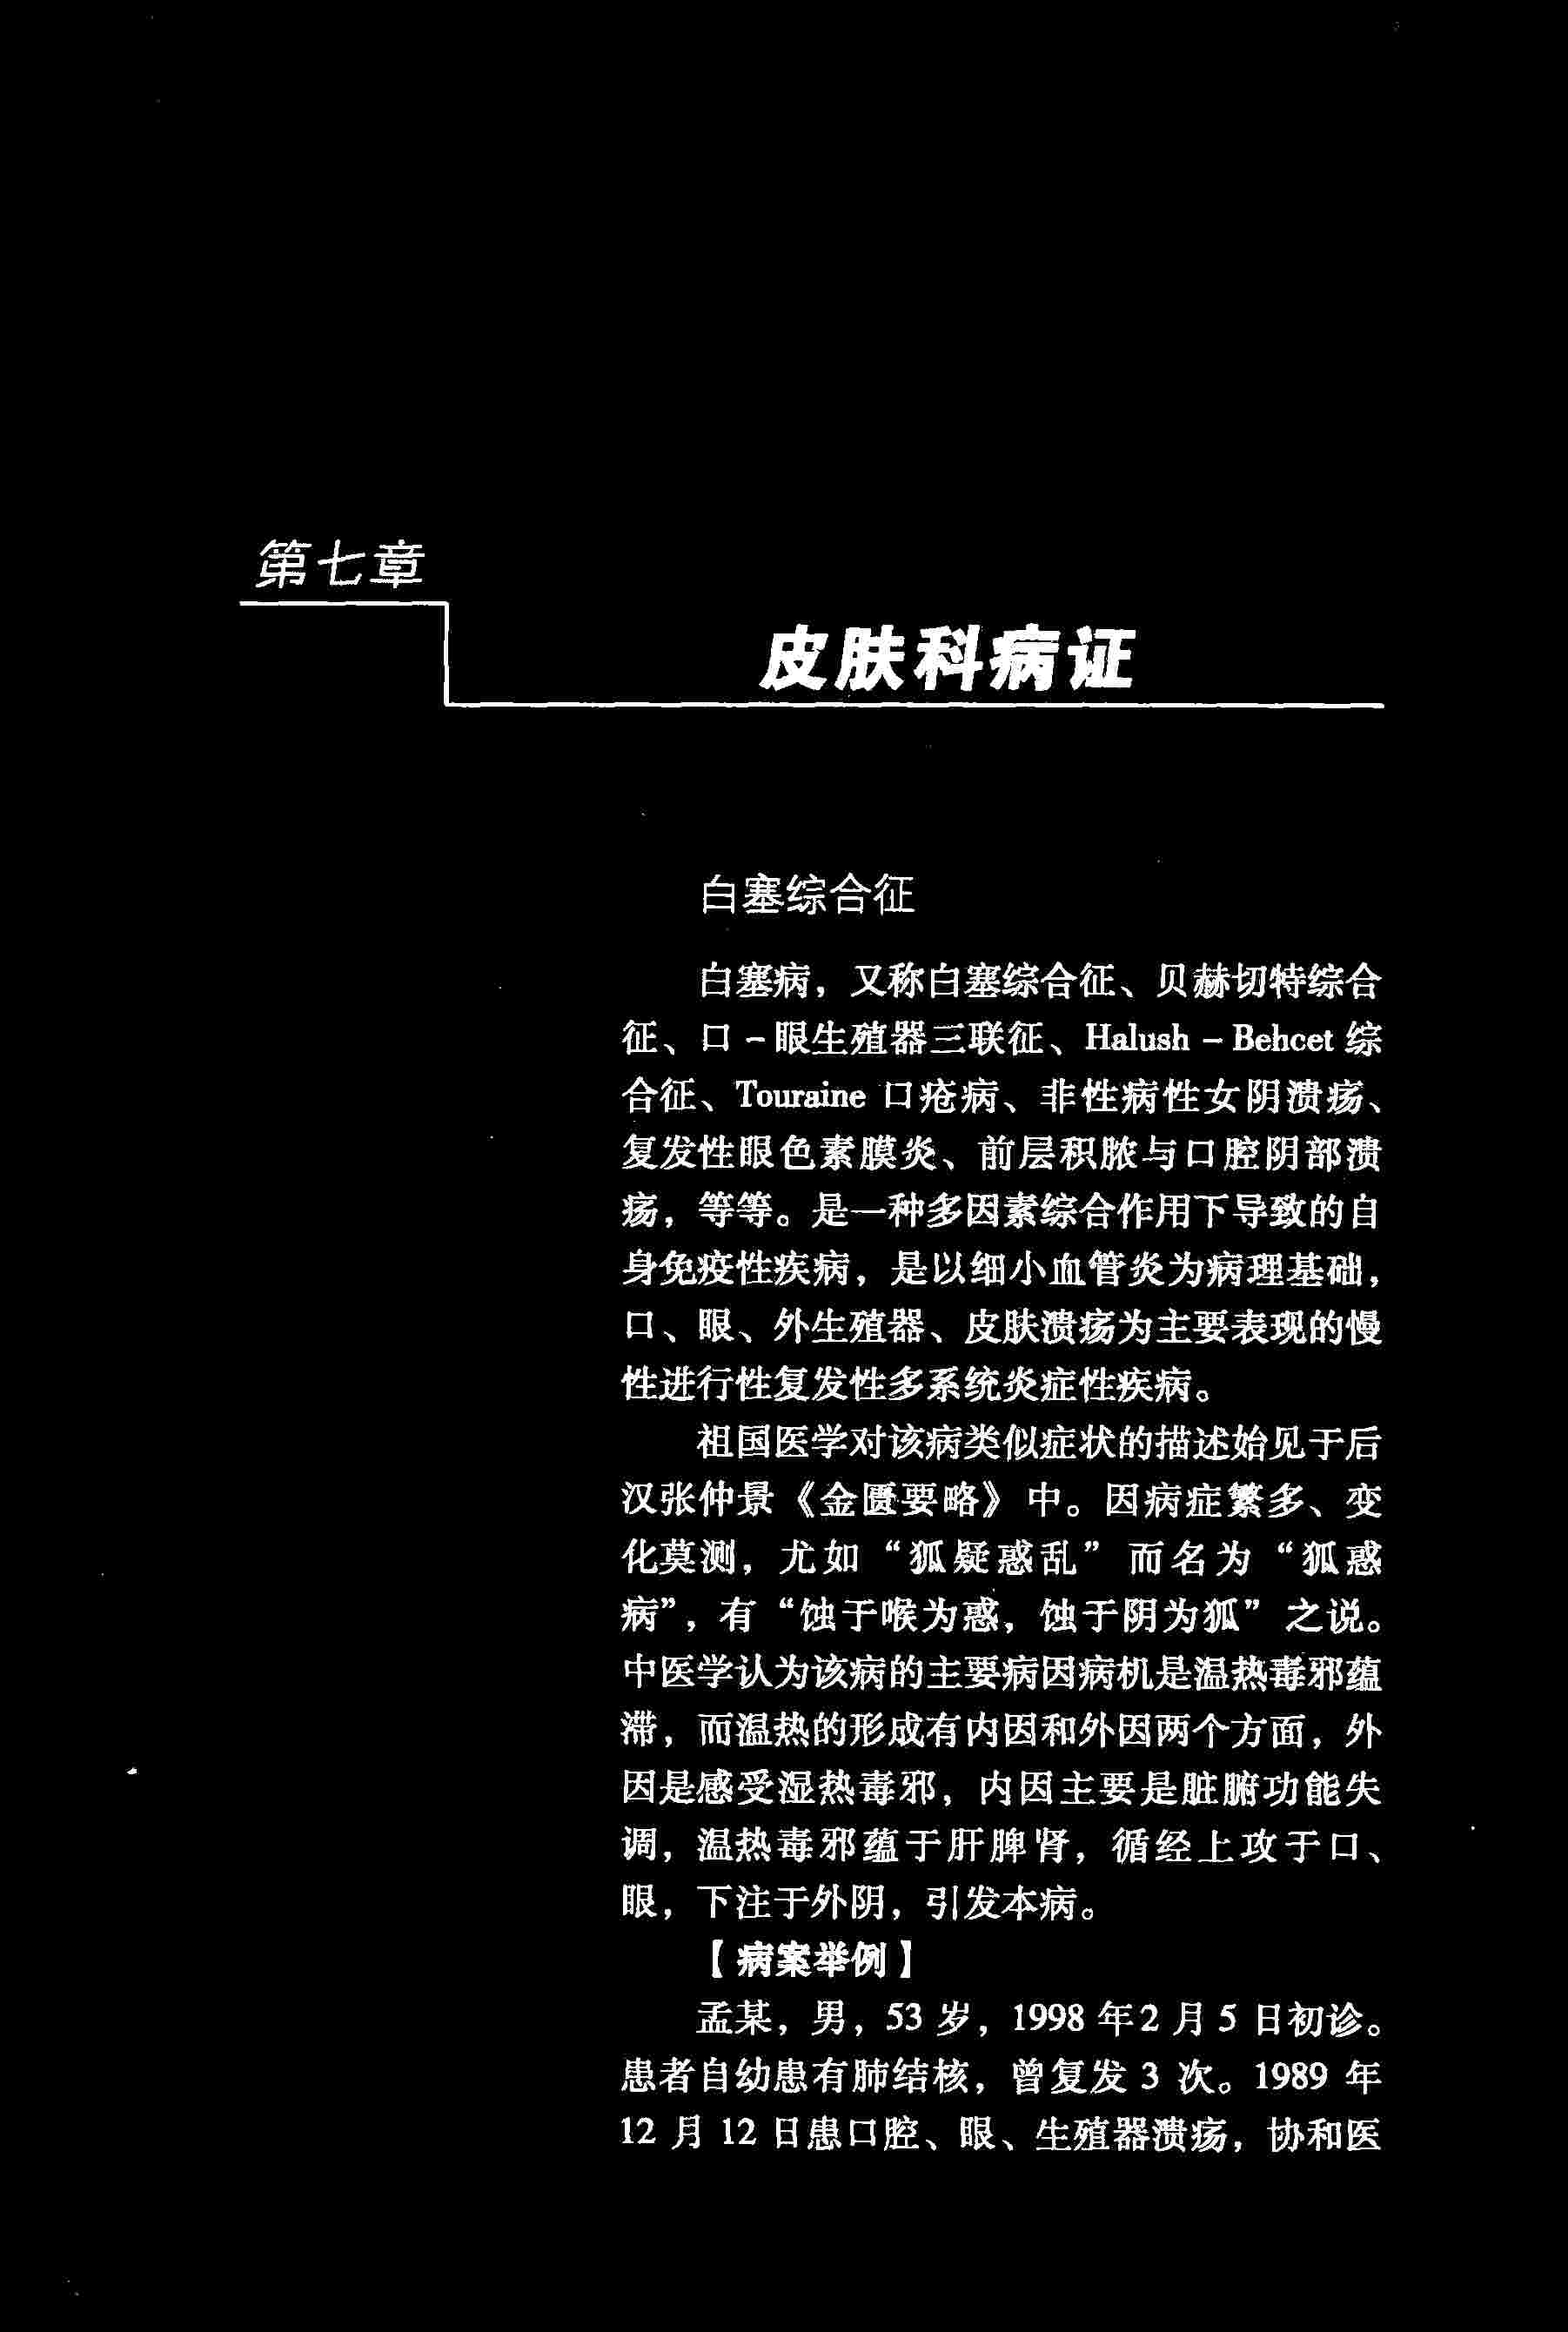 第七章
皮肤科病证
白塞综合征
白塞病，又称白塞综合征、贝赫切特综合
征、口－眼生殖器三联征、Halush－Behcet 综
合征、Touraine 口疮病、非性病性女阴溃疡、
复发性眼色素膜炎、前层积脓与口腔阴部溃
疡，等等。是一种多因素综合作用下导致的自
身免疫性疾病，是以细小血管炎为病理基础，
口、眼、外生殖器、皮肤溃疡为主要表现的慢
性进行性复发性多系统炎症性疾病。
祖国医学对该病类似症状的描述始见于后
汉张仲景《金匮要略》中。因病症繁多、变
化莫测，尤如“狐疑惑乱”而名为“狐惑
病”，有“蚀于喉为惑，蚀于阴为狐”之说。
中医学认为该病的主要病因病机是温热毒邪蕴
滞，而温热的形成有内因和外因两个方面，外
因是感受湿热毒邪，内因主要是脏腑功能失
调，温热毒邪蕴于肝脾肾，循经上攻于口、
眼，下注于外阴，引发本病。
【病案举例】
孟某，男，53 岁，1998 年 2 月 5 日初诊。
患者自幼患有肺结核，曾复发 3 次。1989 年
12 月 12 日患口腔、眼、生殖器溃疡，协和医